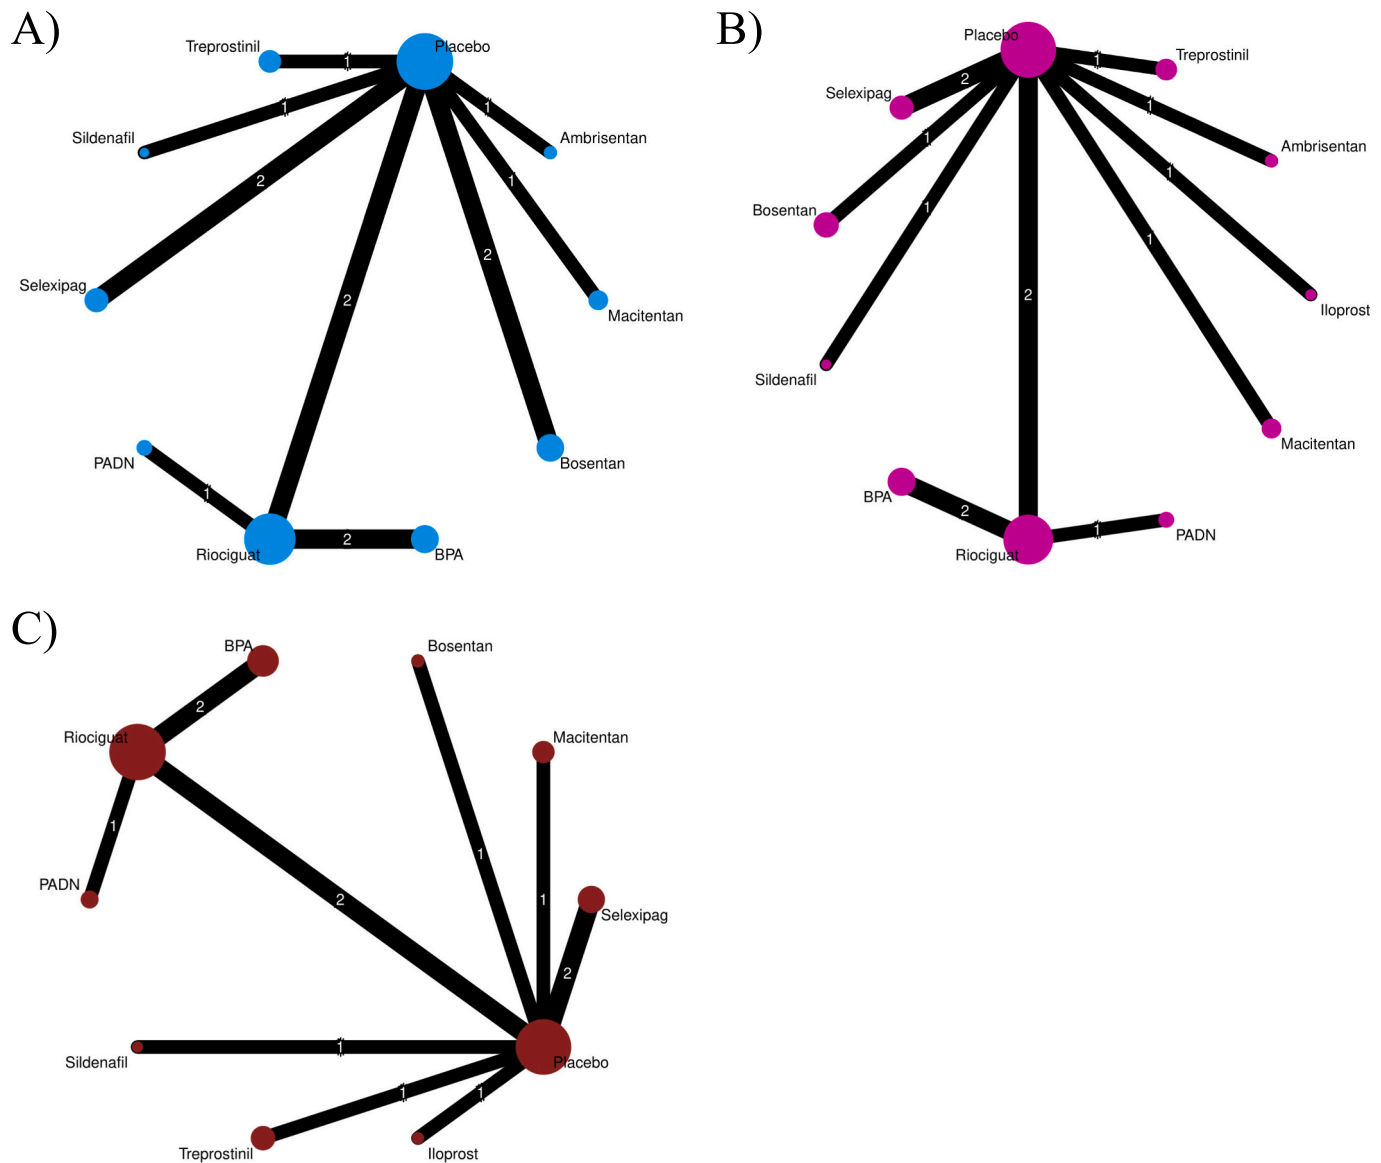 A)
Treprostinil
Placebo
1
1
1
Sildenafil
Ambrisentan
2
1
Selexipag
2
Macitentan
2
PADN
Bosentan
1
2
Riociguat
BPA
B)
Placebo
1
Treprostinil
2
Selexipag
1
1
Ambrisentan
1
Bosentan
1
1
2
Iloprost
Sildenafil
Macitentan
BPA
2
1
PADN
Riociguat
C)
BPA
Bosentan
2
Riociguat
Macitentan
1
1
PADN
2
1
Selexipag
2
Sildenafil
1
Placebo
1
1
Treprostinil
Iloprost